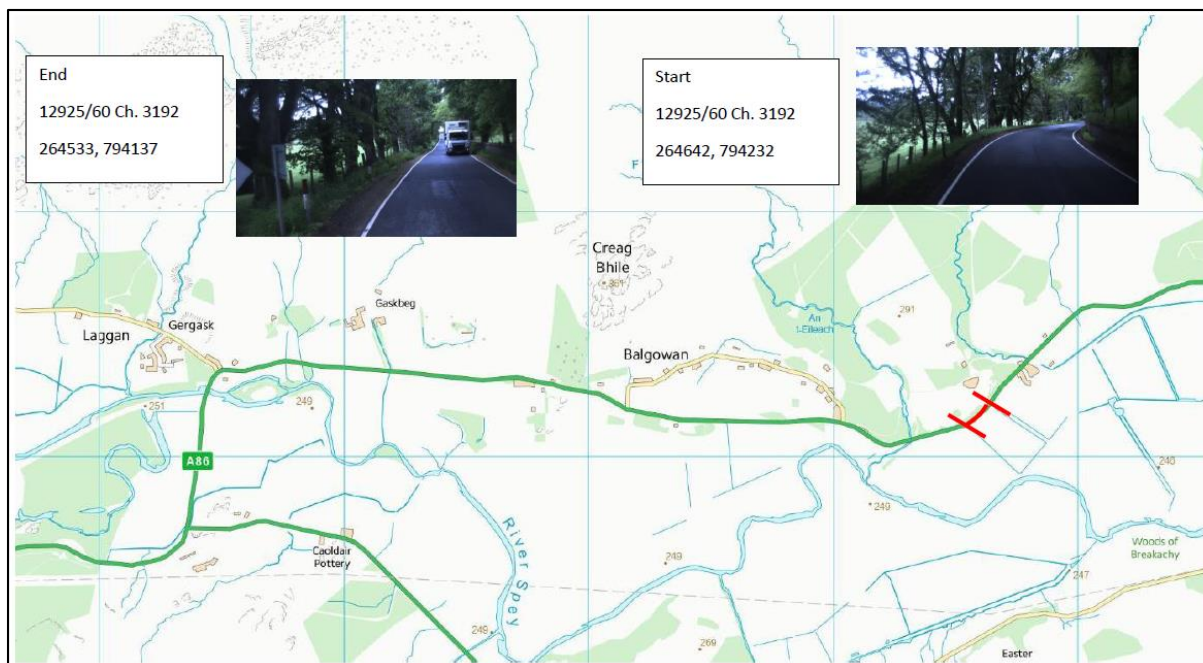 End
12925/60 Ch. 3192
264533, 794137
Start
12925/60 Ch. 3192
264642, 794232
Creag
Bhile
Gaskbeg
Gergask
Laggan
291
An
t-Eileach
Balgowan
251
249
A86
240
249
249
Woods of
Breakachy
Caoldair
Pottery
River Spey
247
249
269
Easter